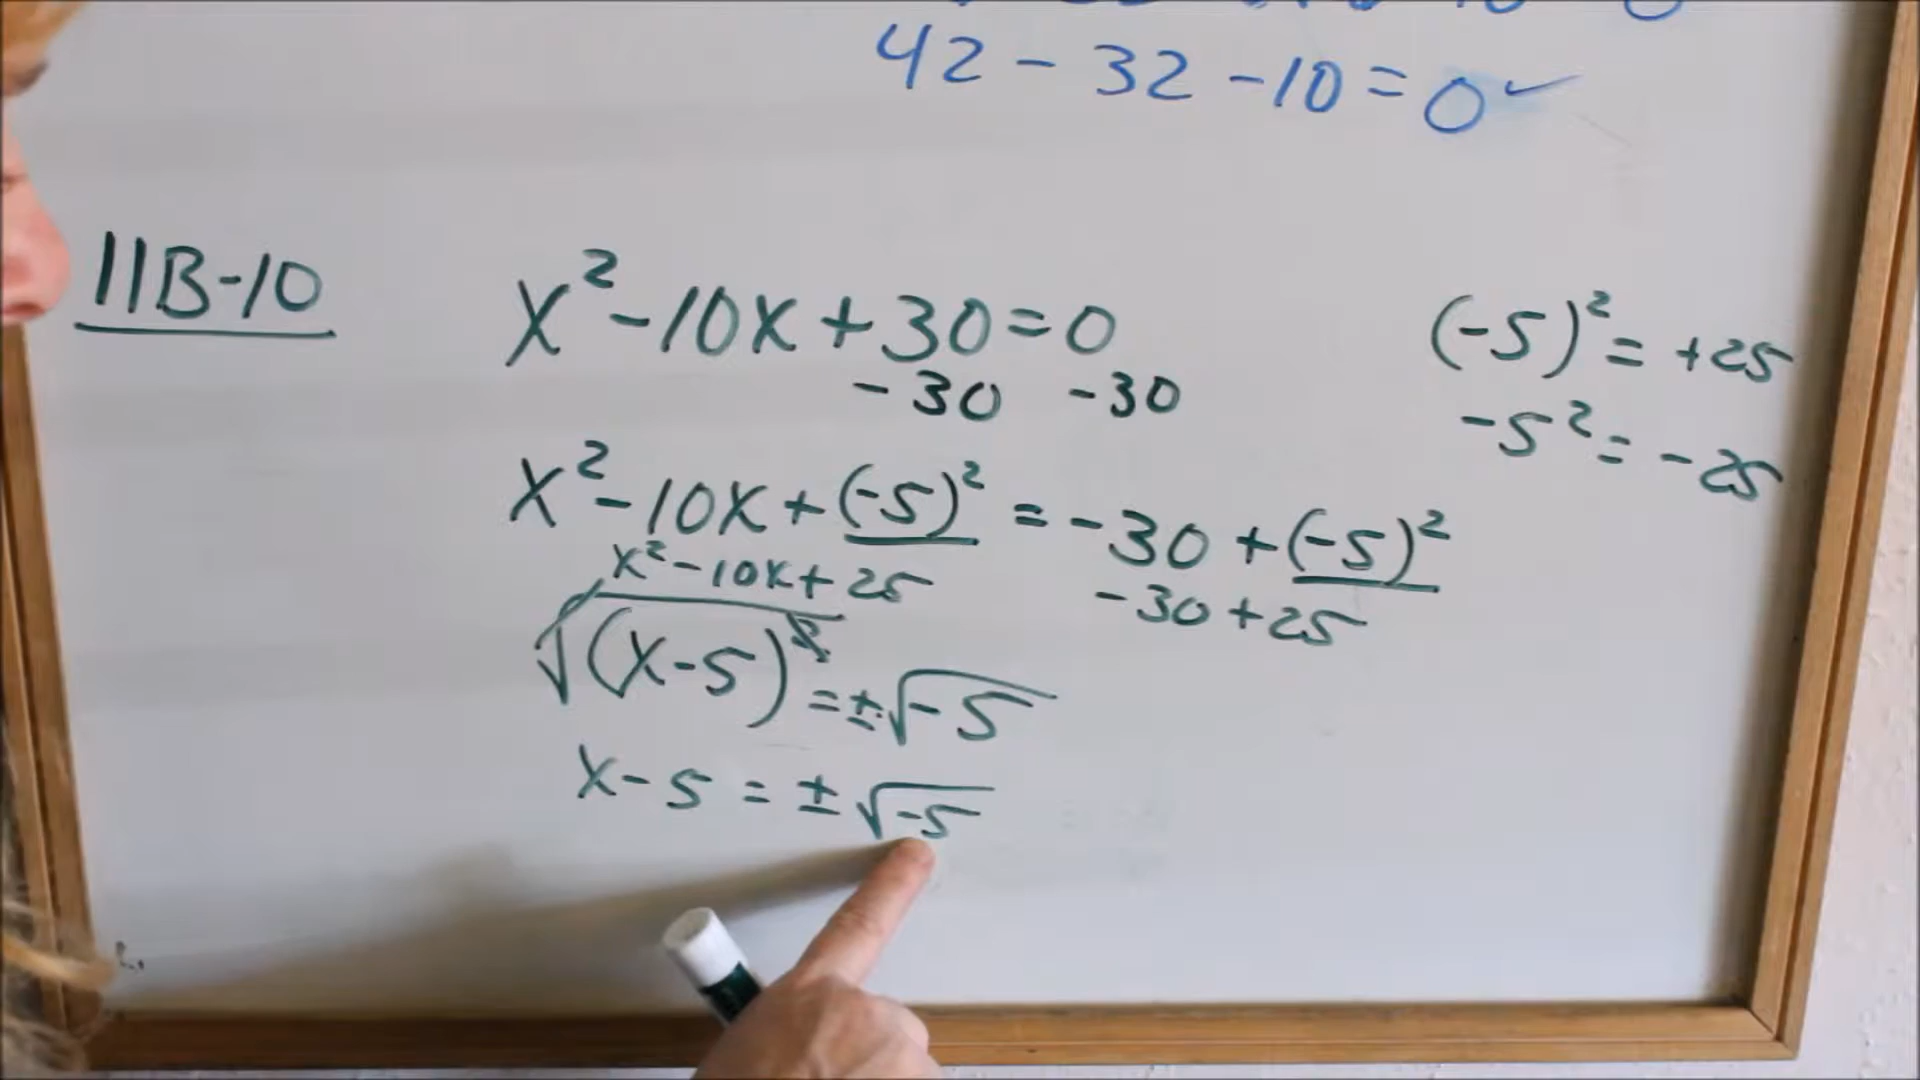 42 - 32 - 10 = 0 ✓
11B-10
x² - 10x + 30 = 0
- 30 - 30
x² - 10x + (-5)² = -30 + (-5)²
x² - 10x + 25
-30 + 25
√(x-5)² = ±√-5
x - 5 = ±√-5
(-5)² = +25
-5² = -25